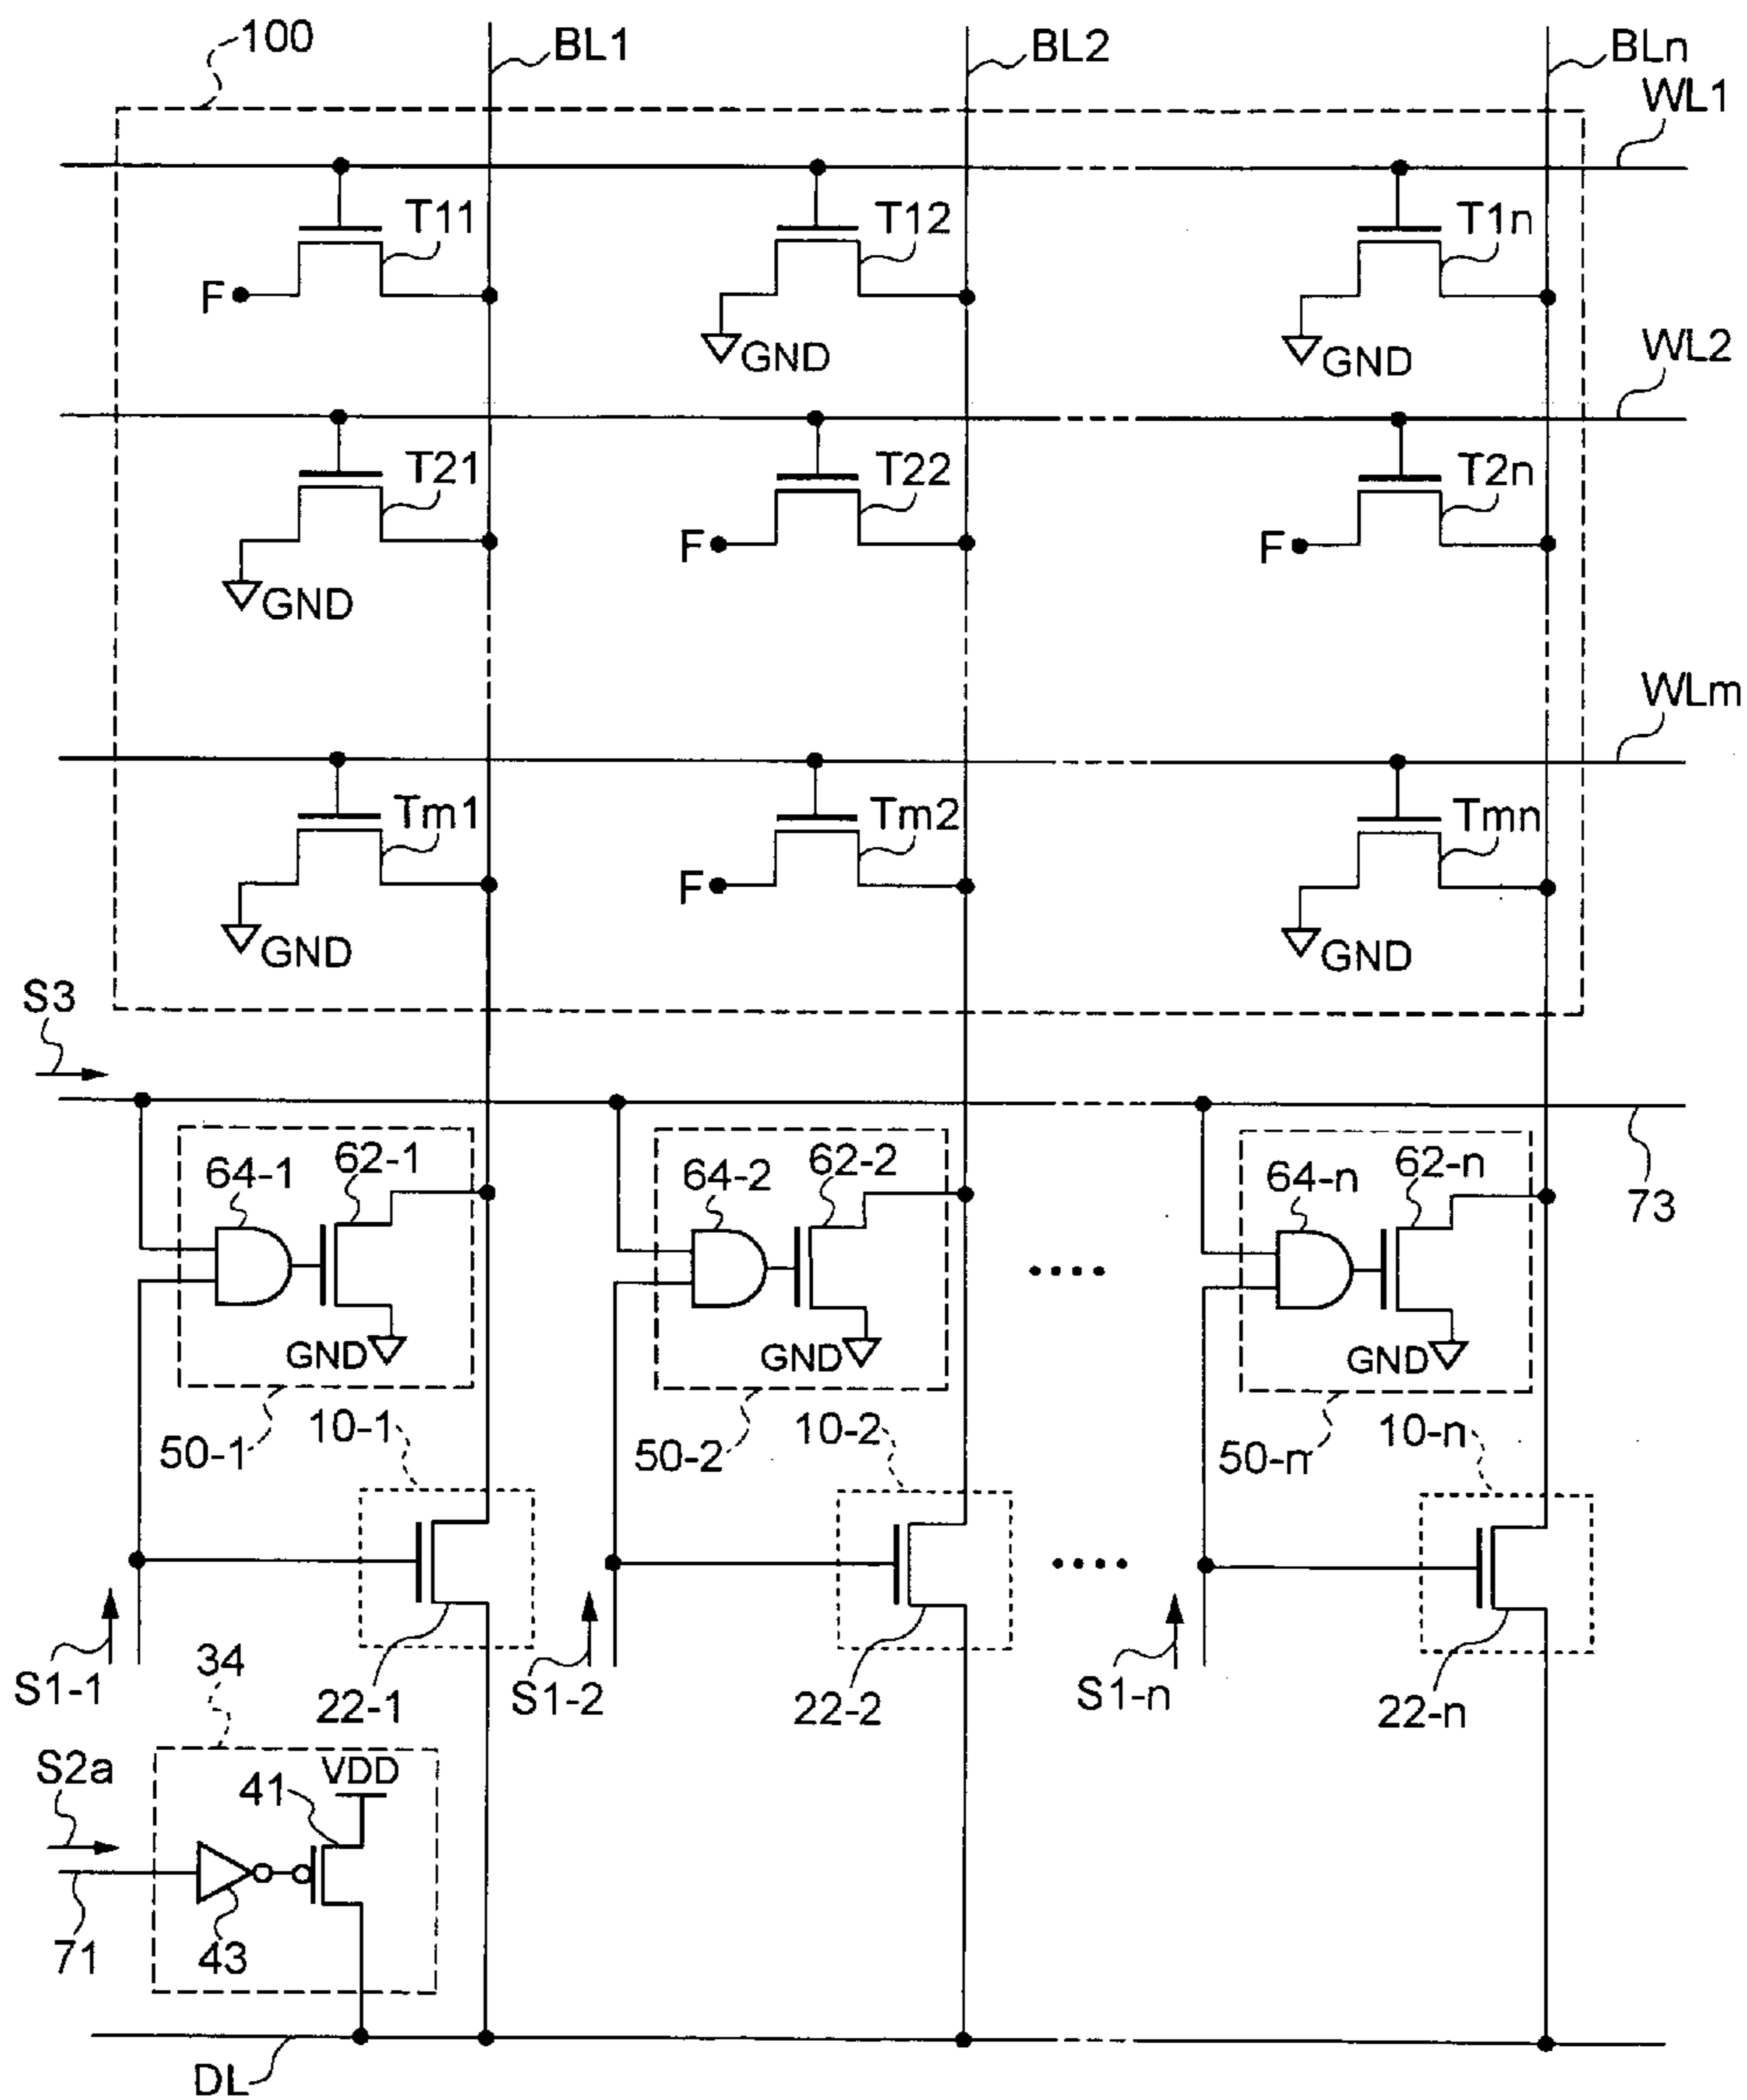 100
BL1
BL2
BLn
WL1
T11
T12
T1n
F
GND
GND
WL2
T21
T22
T2n
F
F
GND
WLm
Tm1
Tm2
Tmn
F
GND
GND
S3
64-1
62-1
64-2
62-2
64-n
62-n
73
GND
GND
GND
50-1
10-1
50-2
10-2
50-n
10-n
S1-1
34
22-1
S1-2
22-2
S1-n
22-n
S2a
41
VDD
71
43
DL